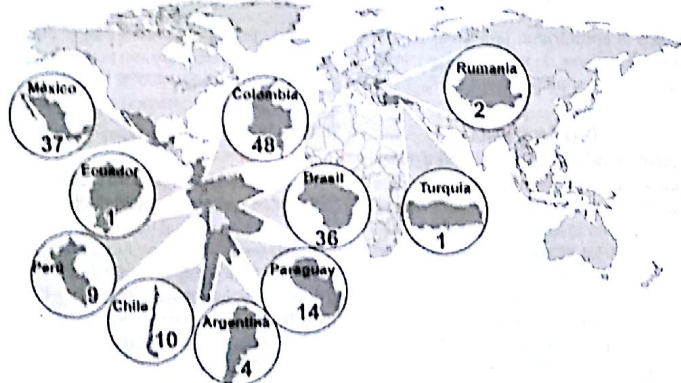 México
37
Colombia
48
Rumania
2
Ecuador
1
Brasil
36
Turquia
1
Perú
9
Chile
10
Argentina
4
Paraguay
14